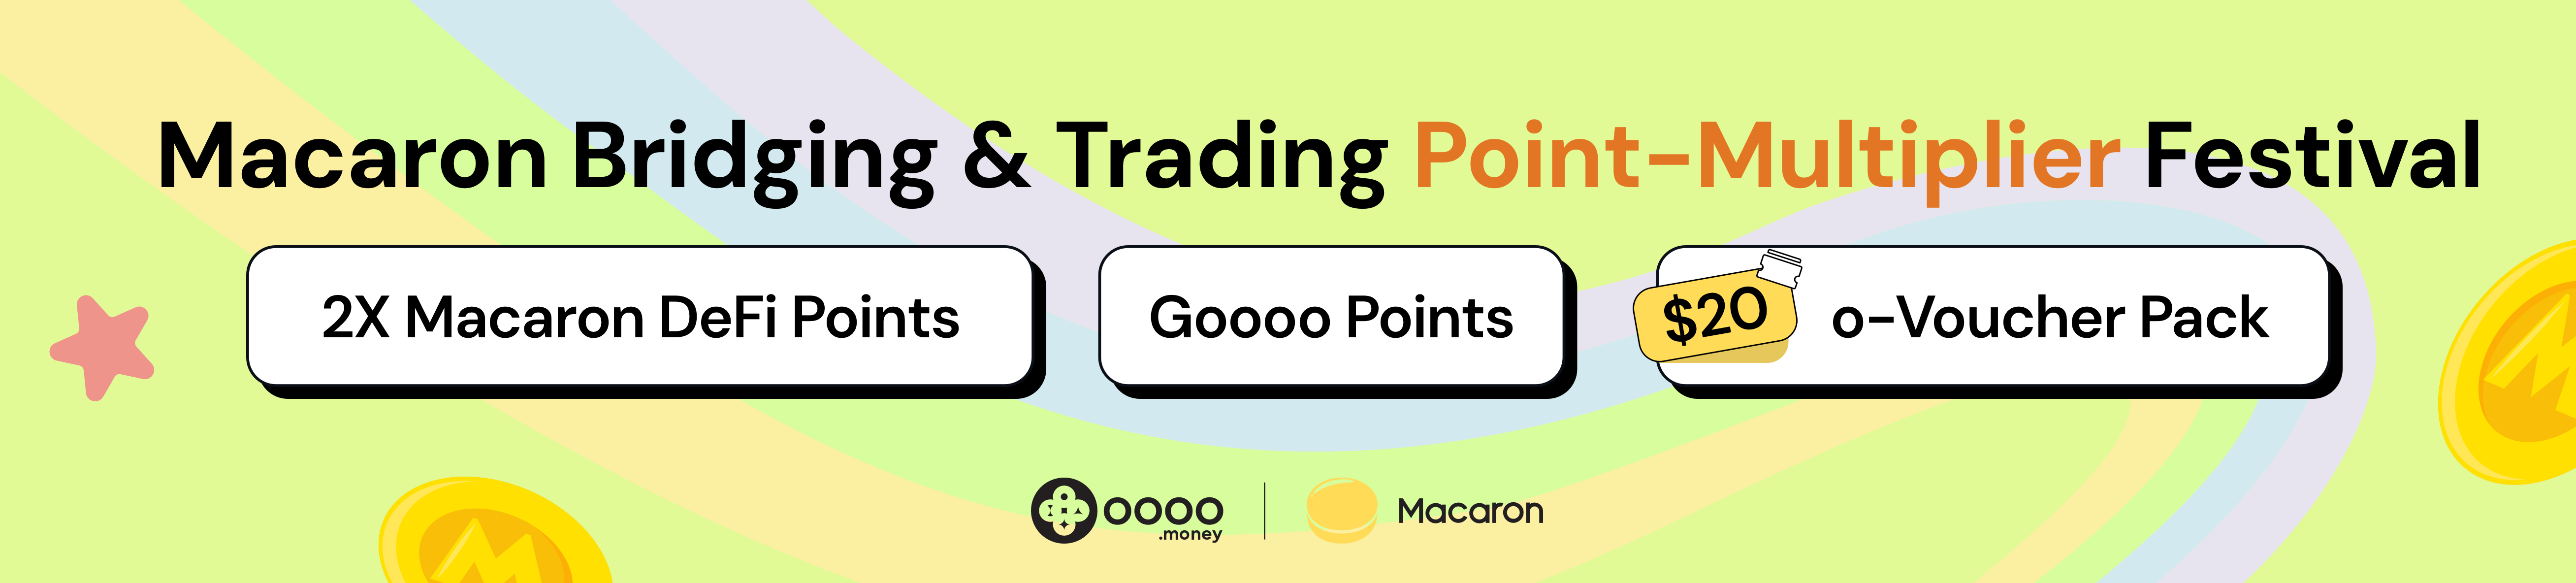 Macaron Bridging & Trading Point-Multiplier Festival
2X Macaron DeFi Points
Goooo Points
$20 o-Voucher Pack
oooo
.money
Macaron